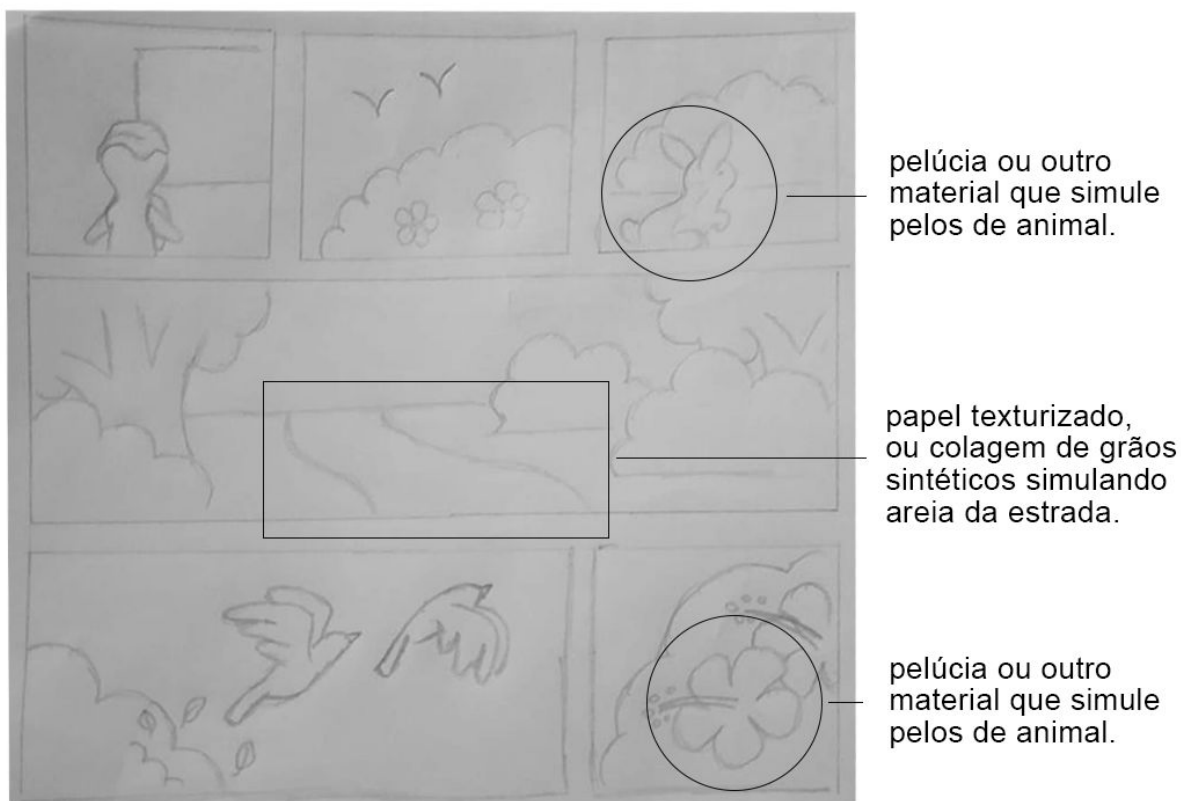 pelúcia ou outro
material que simule
pelos de animal.
papel texturizado,
ou colagem de grãos
sintéticos simulando
areia da estrada.
pelúcia ou outro
material que simule
pelos de animal.